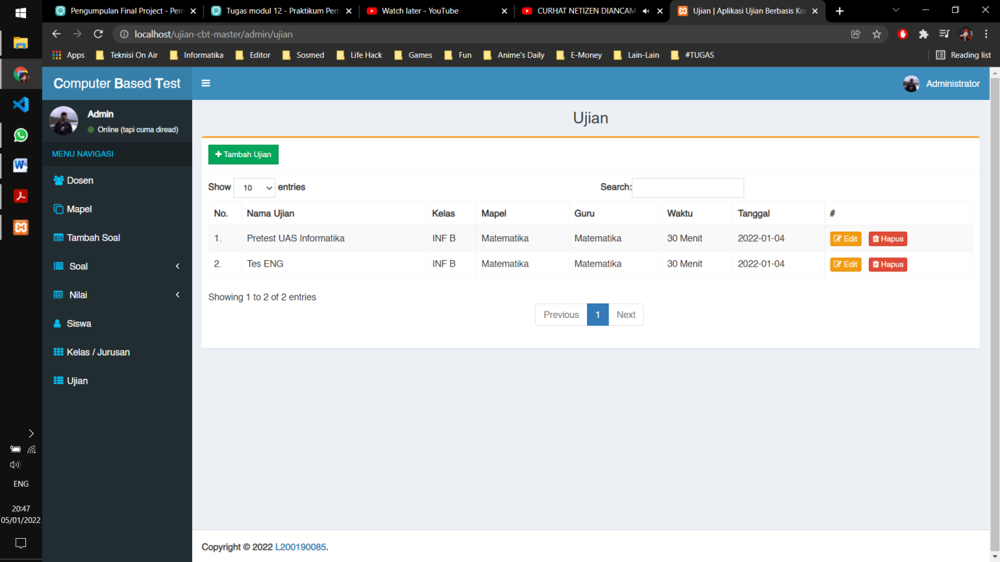 Pengumpulan Final Project - Pem
Tugas modul 12 - Praktikum Pem
Watch later - YouTube
CURHAT NETIZEN DIANCAM
Ujian | Aplikasi Ujian Berbasis Ko
localhost/ujian-cbt-master/admin/ujian
Apps Teknisi On Air Informatika Editor Sosmed Life Hack Games Fun Anime's Daily E-Money Lain-Lain #TUGAS Reading list
Computer Based Test
Administrator
Admin
Online (tapi cuma diread)
MENU NAVIGASI
Dosen
Mapel
Tambah Soal
Soal
Nilai
Siswa
Kelas / Jurusan
Ujian
Ujian
Tambah Ujian
Show 10 entries Search:
No. Nama Ujian Kelas Mapel Guru Waktu Tanggal #
1. Pretest UAS Informatika INF B Matematika Matematika 30 Menit 2022-01-04 Edit Hapus
2. Tes ENG INF B Matematika Matematika 30 Menit 2022-01-04 Edit Hapus
Showing 1 to 2 of 2 entries
Previous 1 Next
Copyright © 2022 L200190085.
ENG
20:47
05/01/2022